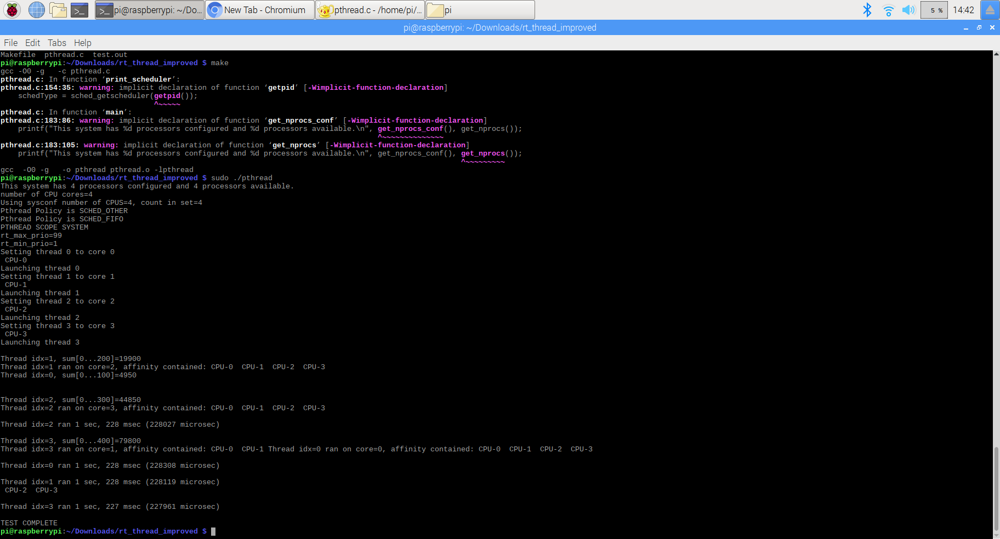 pi@raspberrypi: ~/Do... New Tab - Chromium pthread.c - /home/pi/... pi 5 % 14:42
pi@raspberrypi: ~/Downloads/rt_thread_improved
File Edit Tabs Help
Makefile  pthread.c  test.out
pi@raspberrypi:~/Downloads/rt_thread_improved $ make
gcc -O0 -g   -c pthread.c
pthread.c: In function ‘print_scheduler’:
pthread.c:154:35: warning: implicit declaration of function ‘getpid’ [-Wimplicit-function-declaration]
    schedType = sched_getscheduler(getpid());
                                   ^~~~~~
pthread.c: In function ‘main’:
pthread.c:183:86: warning: implicit declaration of function ‘get_nprocs_conf’ [-Wimplicit-function-declaration]
    printf("This system has %d processors configured and %d processors available.\n", get_nprocs_conf(), get_nprocs());
                                                                                      ^~~~~~~~~~~~~~~
pthread.c:183:105: warning: implicit declaration of function ‘get_nprocs’ [-Wimplicit-function-declaration]
    printf("This system has %d processors configured and %d processors available.\n", get_nprocs_conf(), get_nprocs());
                                                                                                         ^~~~~~~~~~
gcc  -O0 -g   -o pthread pthread.o -lpthread
pi@raspberrypi:~/Downloads/rt_thread_improved $ sudo ./pthread
This system has 4 processors configured and 4 processors available.
number of CPU cores=4
Using sysconf number of CPUS=4, count in set=4
Pthread Policy is SCHED_OTHER
Pthread Policy is SCHED_FIFO
PTHREAD SCOPE SYSTEM
rt_max_prio=99
rt_min_prio=1
Setting thread 0 to core 0
 CPU-0
Launching thread 0
Setting thread 1 to core 1
 CPU-1
Launching thread 1
Setting thread 2 to core 2
 CPU-2
Launching thread 2
Setting thread 3 to core 3
 CPU-3
Launching thread 3
Thread idx=1, sum[0...200]=19900
Thread idx=1 ran on core=2, affinity contained: CPU-0  CPU-1  CPU-2  CPU-3
Thread idx=0, sum[0...100]=4950
Thread idx=2, sum[0...300]=44850
Thread idx=2 ran on core=3, affinity contained: CPU-0  CPU-1  CPU-2  CPU-3
Thread idx=2 ran 1 sec, 228 msec (228027 microsec)
Thread idx=3, sum[0...400]=79800
Thread idx=3 ran on core=1, affinity contained: CPU-0  CPU-1 Thread idx=0 ran on core=0, affinity contained: CPU-0  CPU-1  CPU-2  CPU-3
Thread idx=0 ran 1 sec, 228 msec (228308 microsec)
Thread idx=1 ran 1 sec, 228 msec (228119 microsec)
 CPU-2  CPU-3
Thread idx=3 ran 1 sec, 227 msec (227961 microsec)
TEST COMPLETE
pi@raspberrypi:~/Downloads/rt_thread_improved $